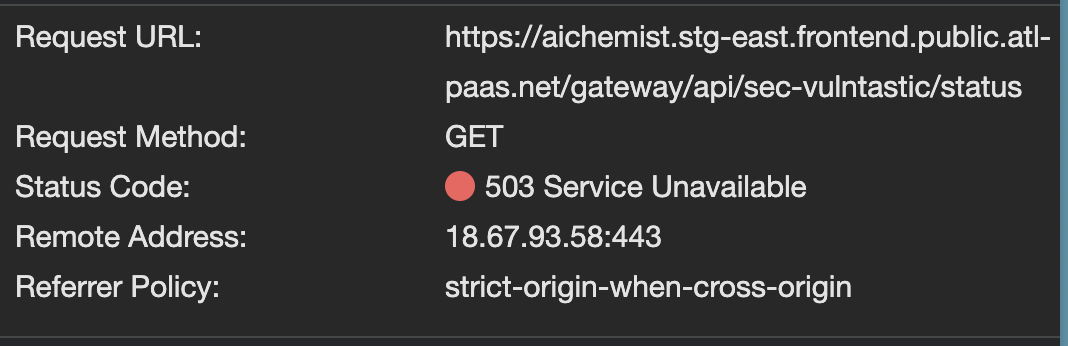 Request URL: https://aichemist.stg-east.frontend.public.atl-
paas.net/gateway/api/sec-vulntastic/status
Request Method: GET
Status Code: 503 Service Unavailable
Remote Address: 18.67.93.58:443
Referrer Policy: strict-origin-when-cross-origin